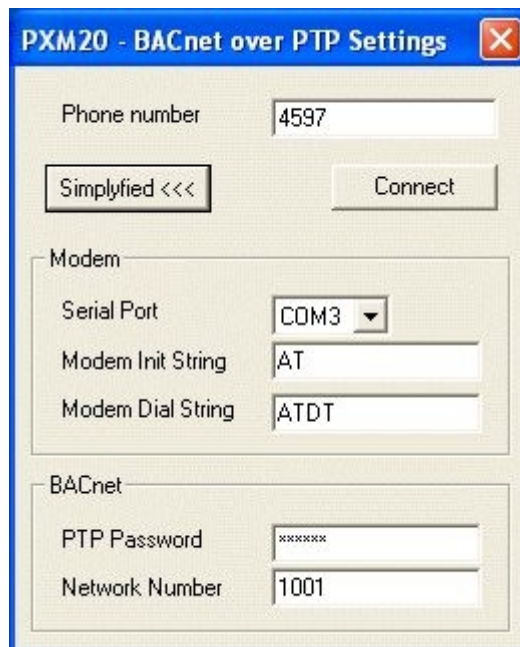 PXM20 - BACnet over PTP Settings
Phone number 4597
Simplyfied <<< Connect
Modem
Serial Port COM3
Modem Init String AT
Modem Dial String ATDT
BACnet
PTP Password ******
Network Number 1001